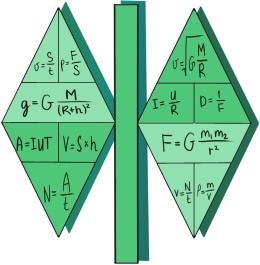 υ = S/t P = F/S
g = G M/(R+h)²
A = IUT V = S×h
N = A/t
υ = √G M/R
I = U/R D = 1/F
F = G m₁m₂/r²
V = N/t ρ = m/V